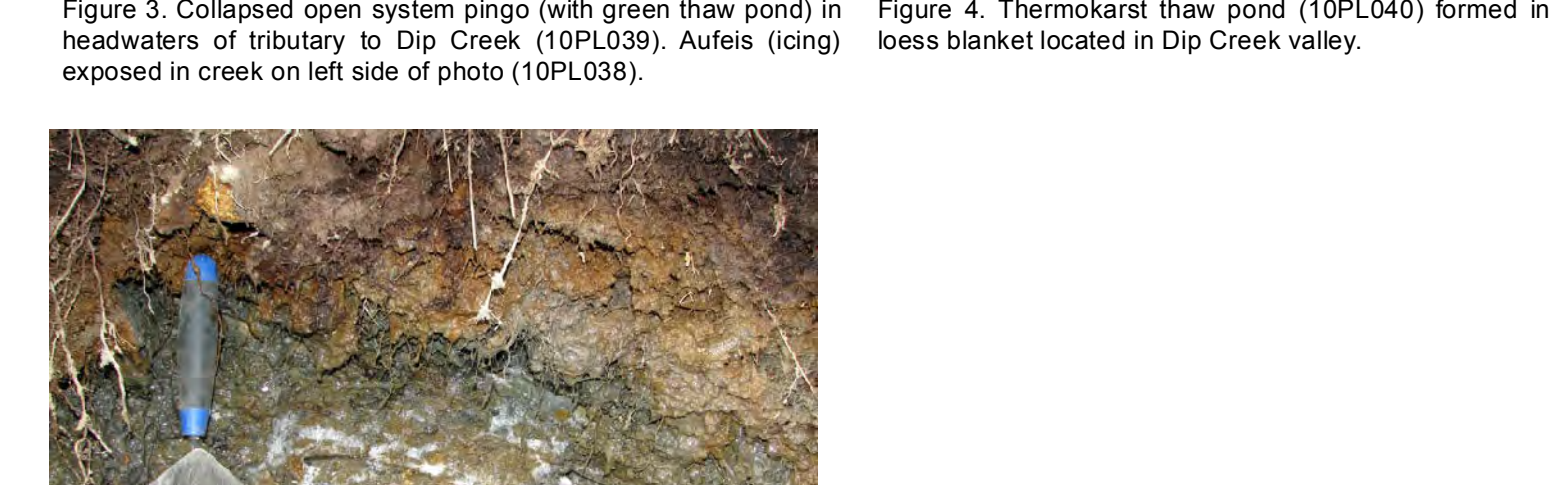 Figure 3. Collapsed open system pingo (with green thaw pond) in
headwaters of tributary to Dip Creek (10PL039). Aufeis (icing)
exposed in creek on left side of photo (10PL038).
Figure 4. Thermokarst thaw pond (10PL040) formed in
loess blanket located in Dip Creek valley.